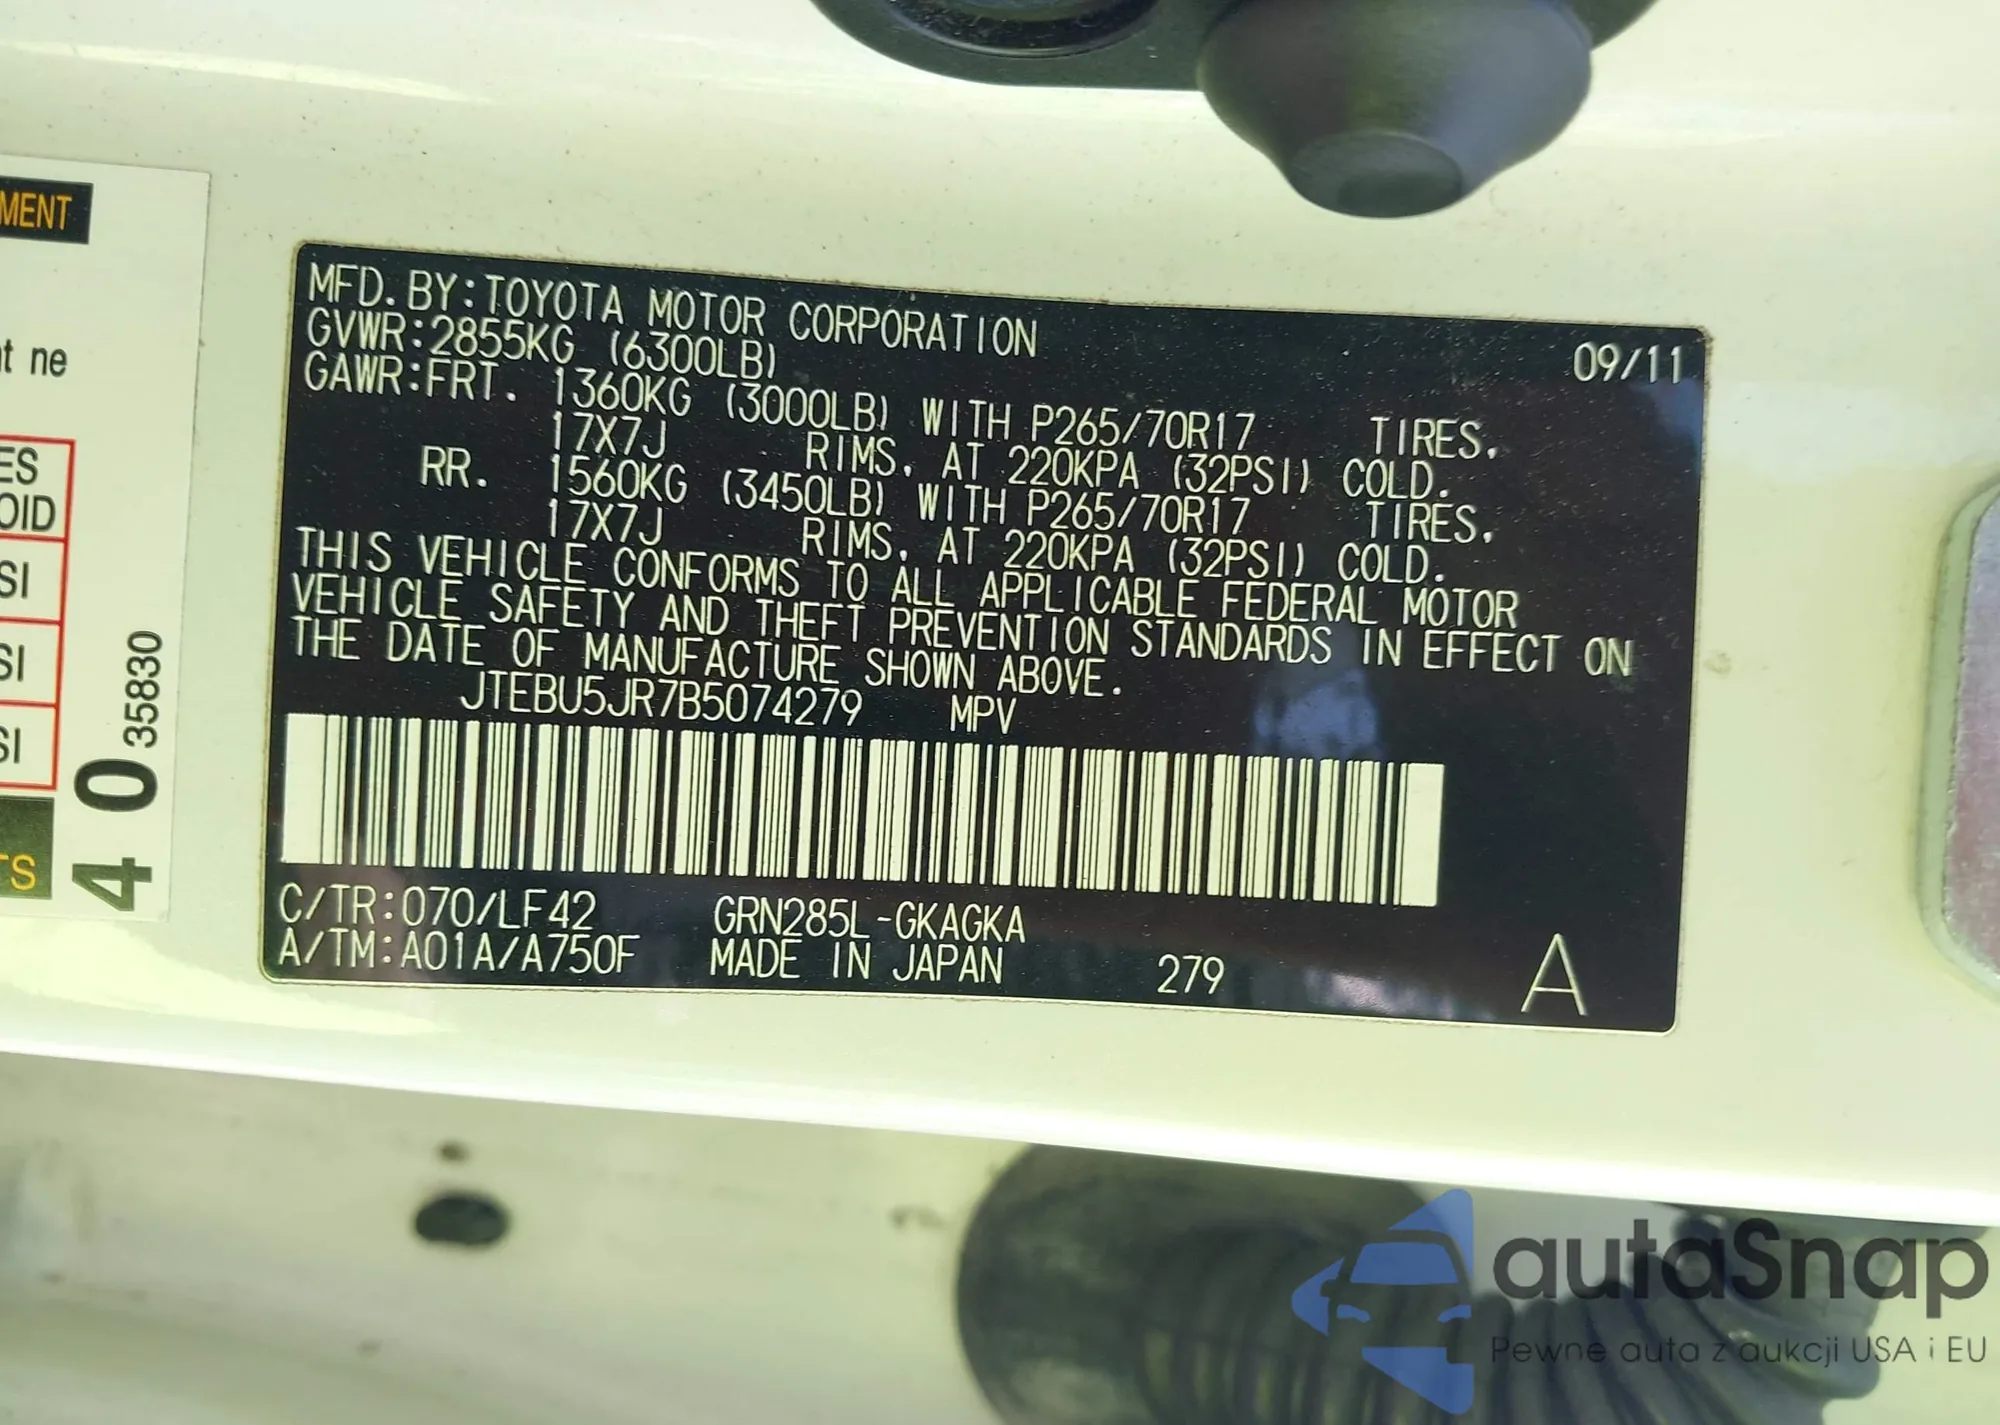 MENT
t ne
ES
OID
SI
SI
SI
TS
40 35830
MFD. BY:TOYOTA MOTOR CORPORATION 09/11
GVWR:2855KG (6300LB)
GAWR:FRT. 1360KG (3000LB) WITH P265/70R17 TIRES,
17X7J RIMS, AT 220KPA (32PSI) COLD.
RR. 1560KG (3450LB) WITH P265/70R17 TIRES,
17X7J RIMS, AT 220KPA (32PSI) COLD.
THIS VEHICLE CONFORMS TO ALL APPLICABLE FEDERAL MOTOR
VEHICLE SAFETY AND THEFT PREVENTION STANDARDS IN EFFECT ON
THE DATE OF MANUFACTURE SHOWN ABOVE.
JTEBU5JR7B5074279 MPV
C/TR:070/LF42 GRN285L-GKAGKA
A/TM:A01A/A750F MADE IN JAPAN 279 A
autaSnap
Pewne auta z aukcji USA i EU